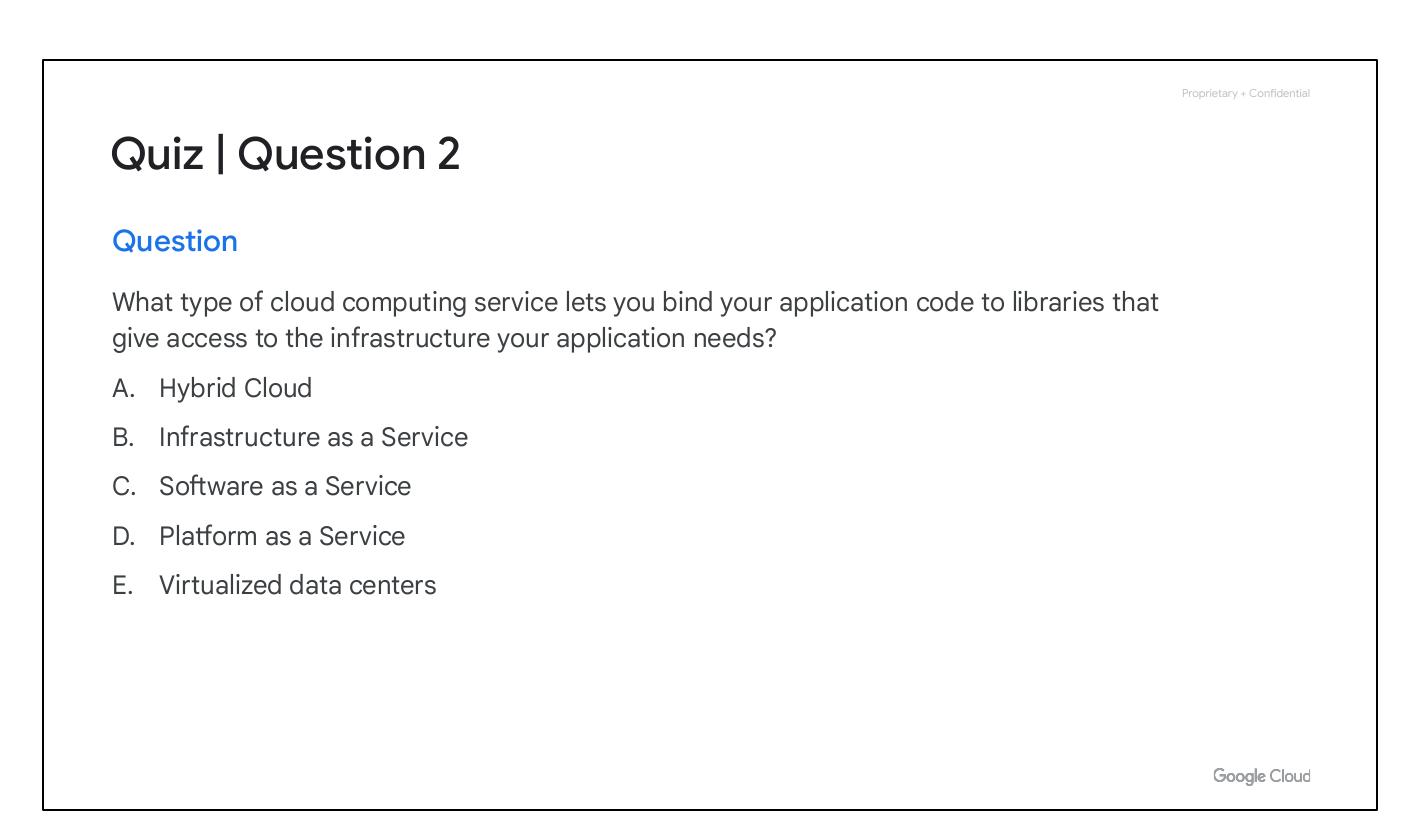 Proprietary + Confidential
Quiz | Question 2
Question
What type of cloud computing service lets you bind your application code to libraries that
give access to the infrastructure your application needs?
A. Hybrid Cloud
B. Infrastructure as a Service
C. Software as a Service
D. Platform as a Service
E. Virtualized data centers
Google Cloud